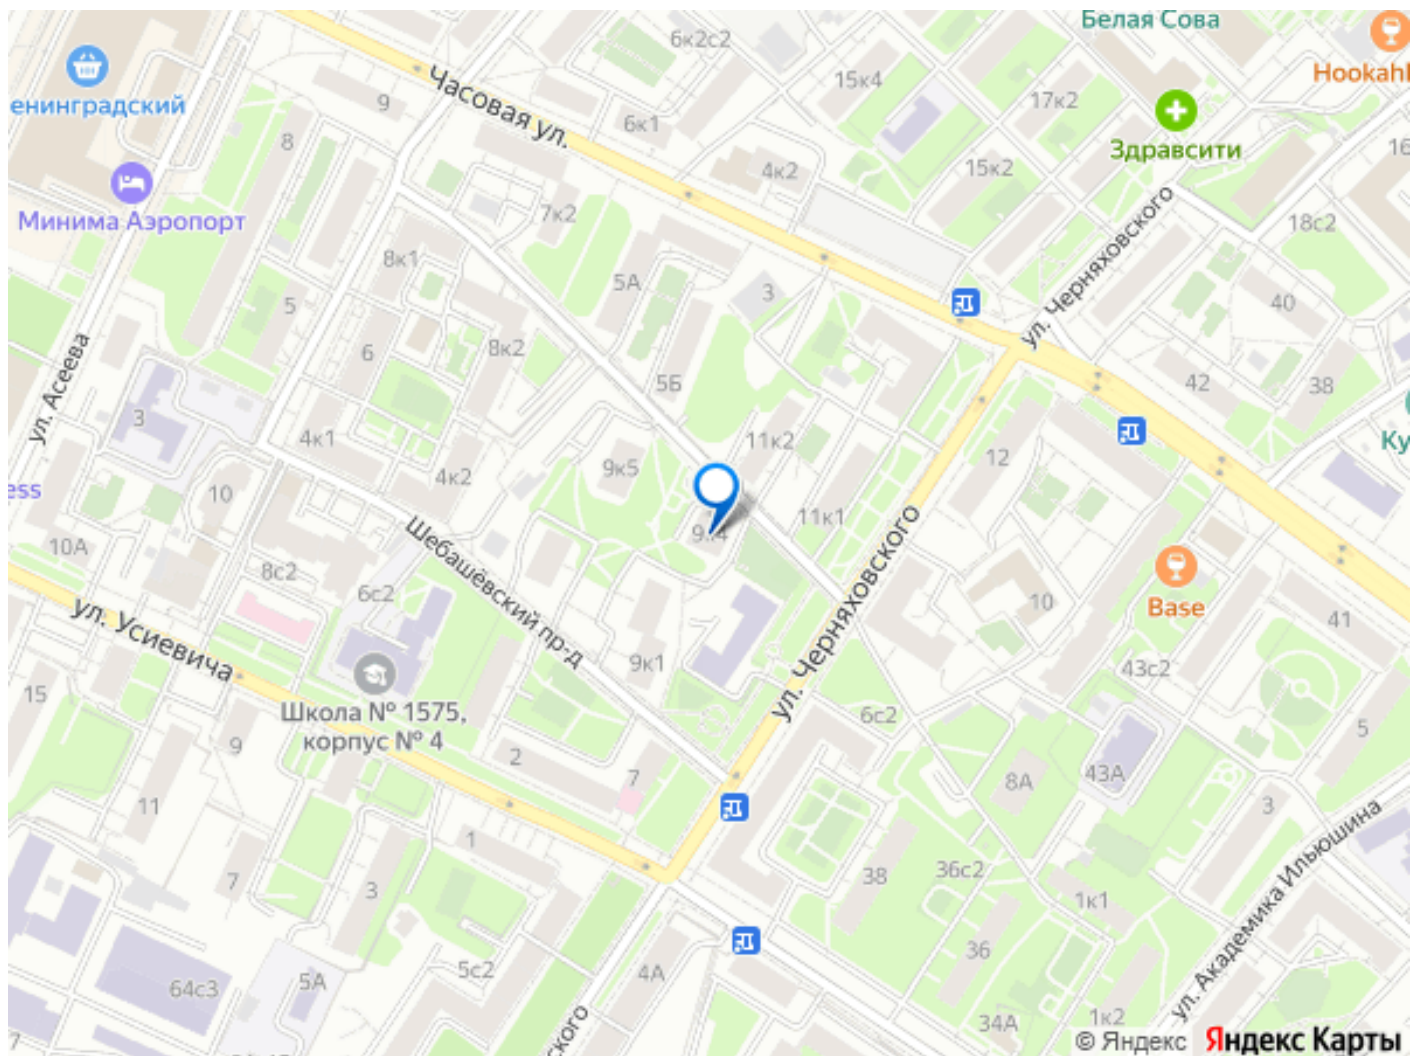 Белая Сова
6к2с2
Hookah
15к4
9
Часовая ул.
17к2
енинградский
6к1
8
Здравсити
16
4к2
15к2
Минима Аэропорт
7к2
ул. Черняховского
18с2
8к1
5А
3
5
40
6
8к2
5Б
42
38
ул. Асеева
3
4к1
11к2
Ку
9к5
12
4к2
ess
10
11к1
10А
Шебашёвский пр-д
ул. Черняховского
8с2
6с2
10
Base
ул. Усиевича
41
9к1
43с2
15
Школа № 1575,
корпус № 4
6с2
5
9
2
7
8А
43А
11
3
1
ул. Академика Ильюшина
7
3
38
36с2
1к1
36
5с2
4А
5А
64с3
34А
1к2
ского
7
© Яндекс Яндекс Карты